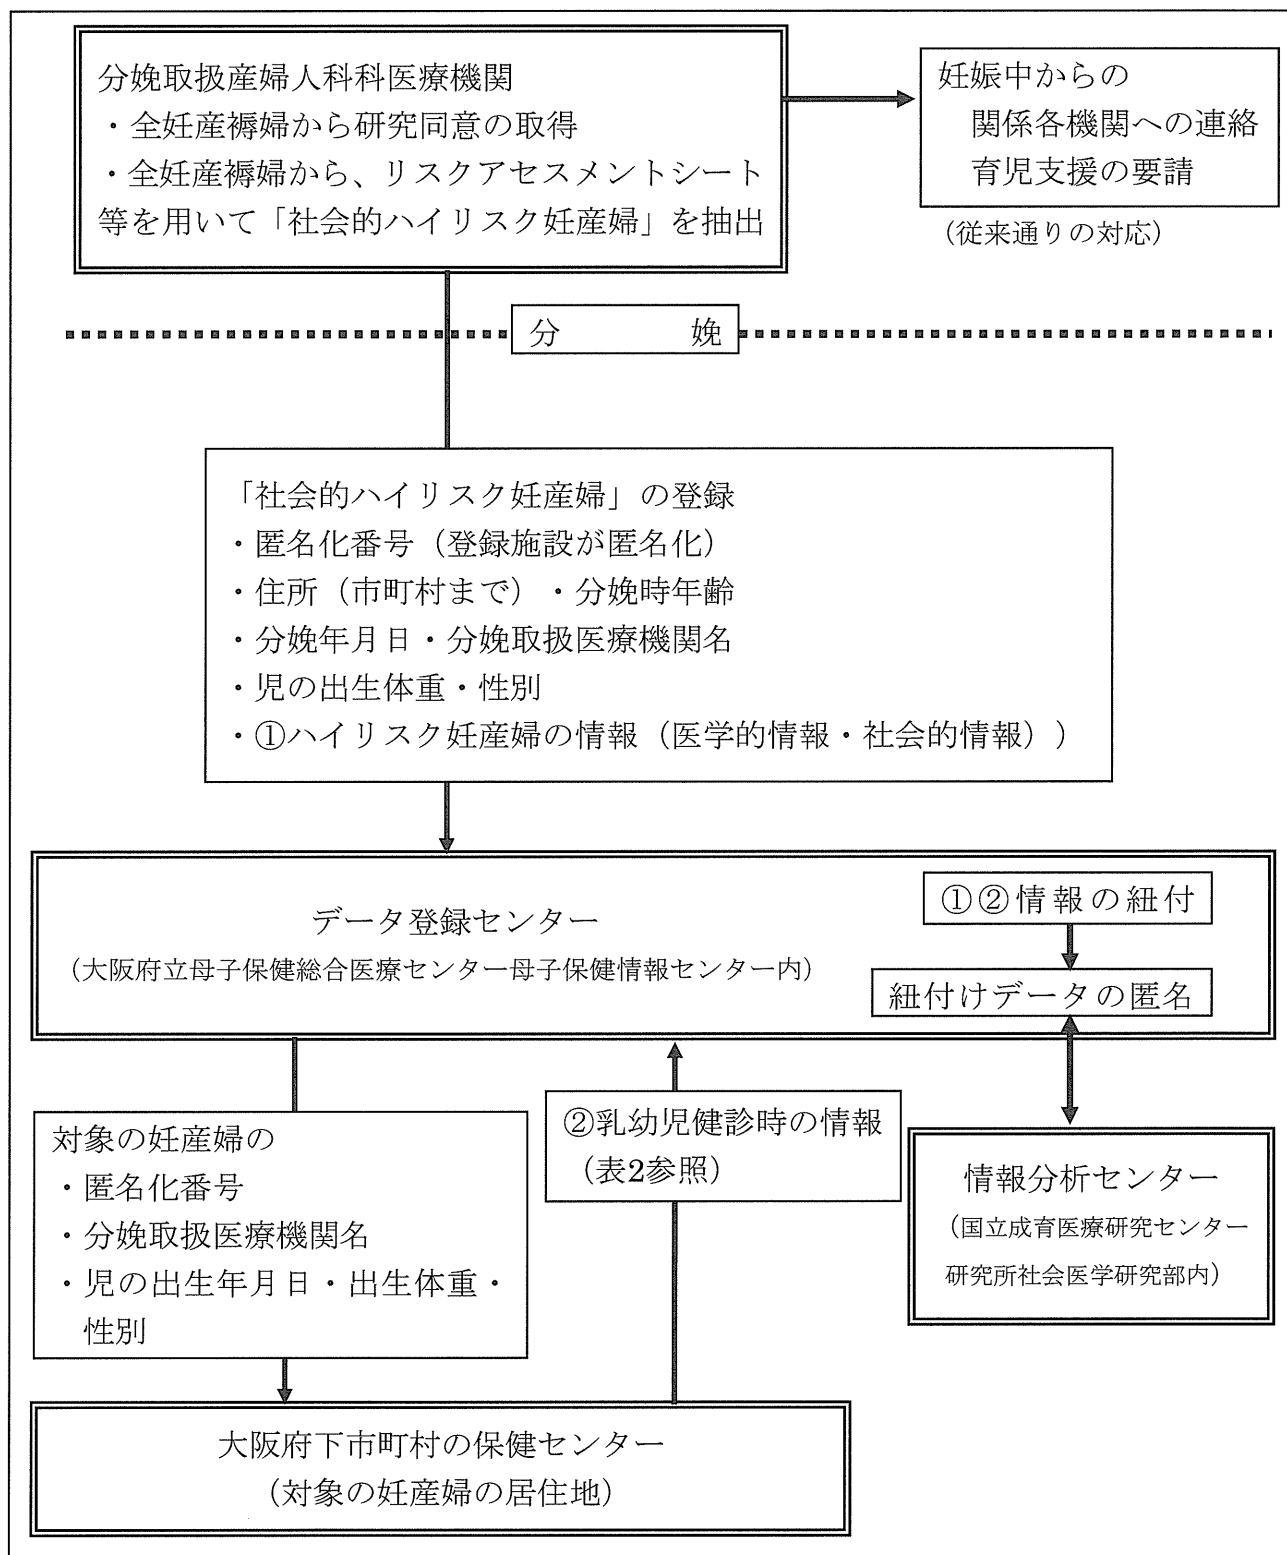 分娩取扱産婦人科科医療機関
・全妊産褥婦から研究同意の取得
・全妊産褥婦から、リスクアセスメントシート
等を用いて「社会的ハイリスク妊産婦」を抽出
妊娠中からの
関係各機関への連絡
育児支援の要請
（従来通りの対応）
分　　　娩
「社会的ハイリスク妊産婦」の登録
・匿名化番号（登録施設が匿名化）
・住所（市町村まで）・分娩時年齢
・分娩年月日・分娩取扱医療機関名
・児の出生体重・性別
・①ハイリスク妊産婦の情報（医学的情報・社会的情報））
データ登録センター
（大阪府立母子保健総合医療センター母子保健情報センター内）
①②情報の紐付
紐付けデータの匿名
対象の妊産婦の
・匿名化番号
・分娩取扱医療機関名
・児の出生年月日・出生体重・
性別
②乳幼児健診時の情報
（表2参照）
情報分析センター
（国立成育医療研究センター
研究所社会医学研究部内）
大阪府下市町村の保健センター
（対象の妊産婦の居住地）